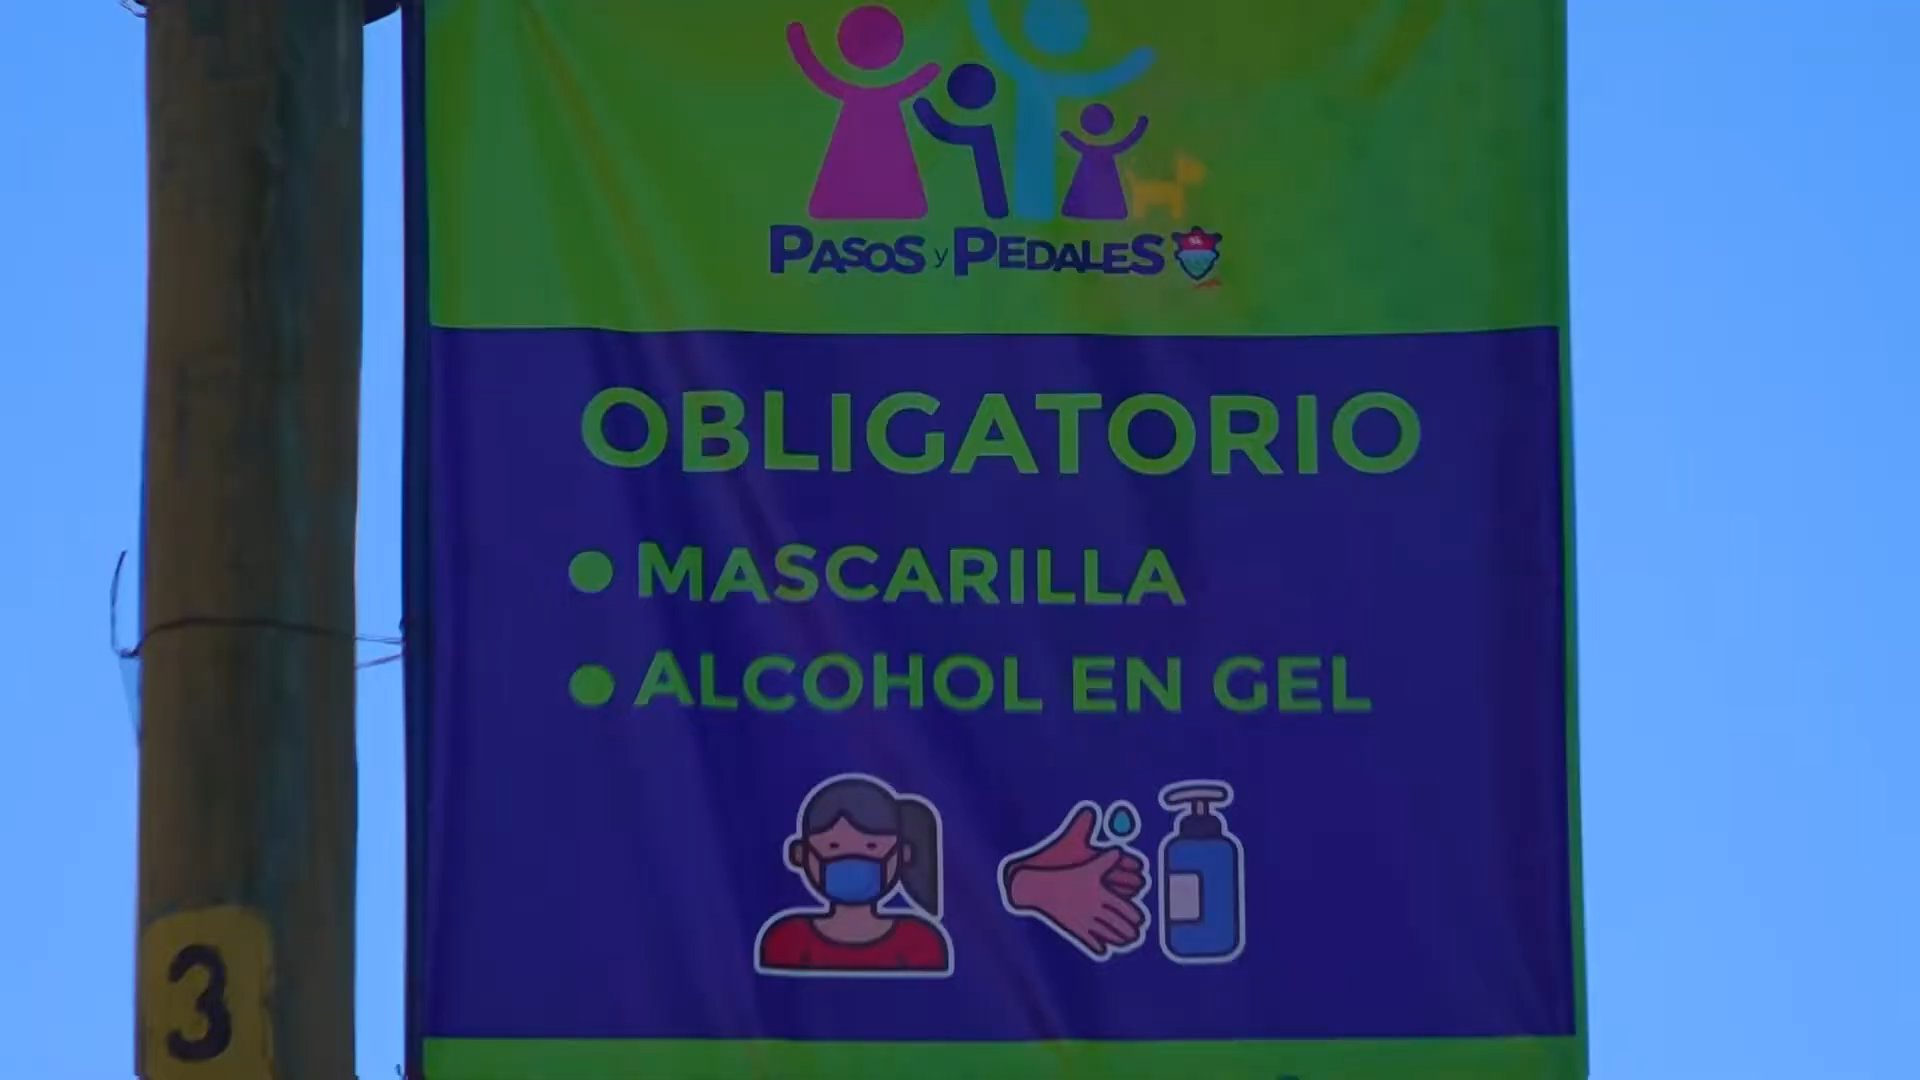 PASOS y PEDALES
OBLIGATORIO
• MASCARILLA
• ALCOHOL EN GEL
3